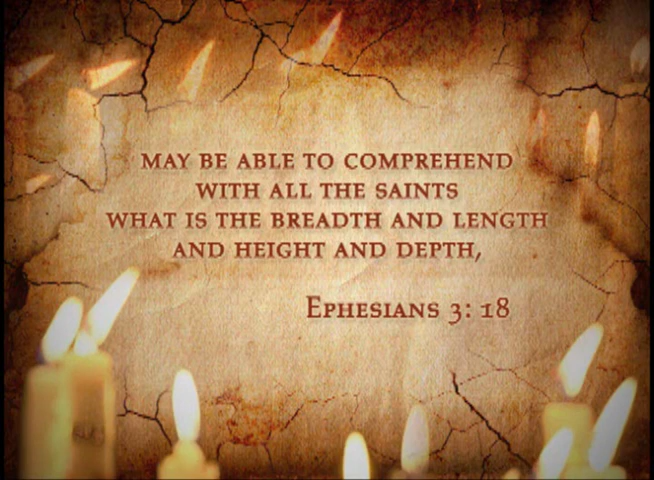 MAY BE ABLE TO COMPREHEND
WITH ALL THE SAINTS
WHAT IS THE BREADTH AND LENGTH
AND HEIGHT AND DEPTH,
EPHESIANS 3: 18